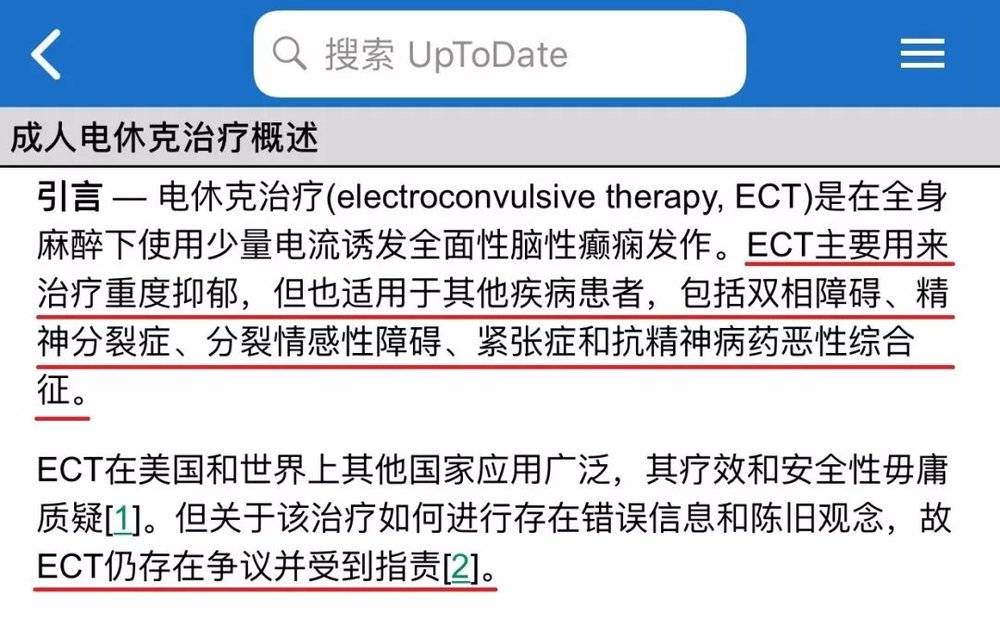 搜索 UpToDate
成人电休克治疗概述
引言 — 电休克治疗(electroconvulsive therapy, ECT)是在全身
麻醉下使用少量电流诱发全面性脑性癫痫发作。ECT主要用来
治疗重度抑郁，但也适用于其他疾病患者，包括双相障碍、精
神分裂症、分裂情感性障碍、紧张症和抗精神病药恶性综合
征。
ECT在美国和世界上其他国家应用广泛，其疗效和安全性毋庸
质疑[1]。但关于该治疗如何进行存在错误信息和陈旧观念，故
ECT仍存在争议并受到指责[2]。